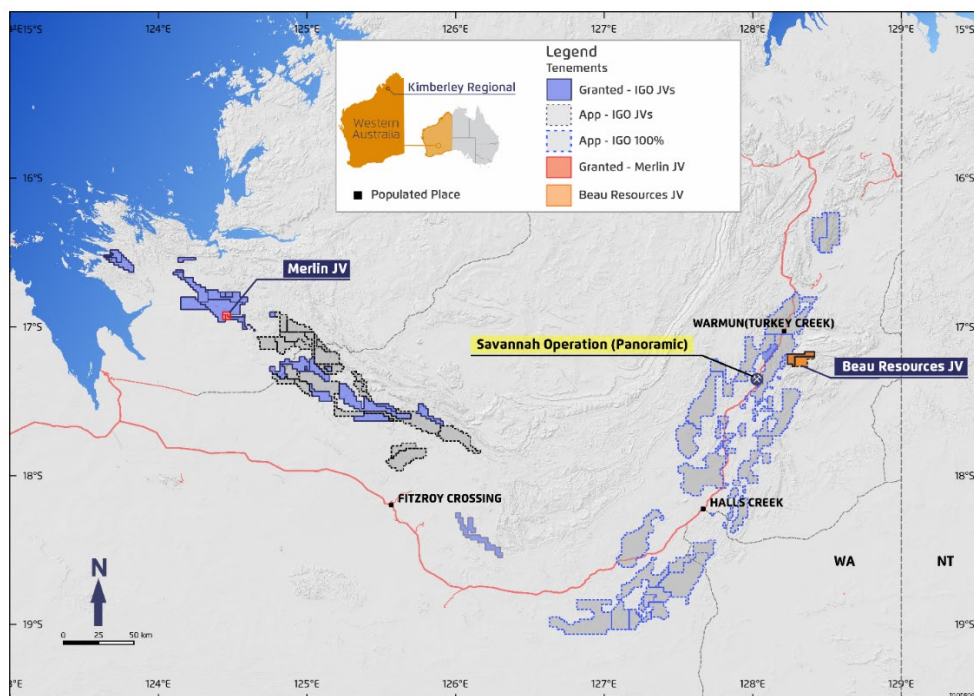 15°S
124°E
125°E
126°E
127°E
128°E
129°E
15°S
Legend
Tenements
Granted - IGO JVs
App - IGO JVs
App - IGO 100%
Granted - Merlin JV
Beau Resources JV
Kimberley Regional
Western
Australia
Populated Place
16°S
16°S
Merlin JV
17°S
17°S
WARMUN(TURKEY CREEK)
Savannah Operation (Panoramic)
Beau Resources JV
18°S
18°S
FITZROY CROSSING
HALLS CREEK
WA
NT
N
0 25 50 km
19°S
19°S
124°E
125°E
126°E
127°E
128°E
129°E